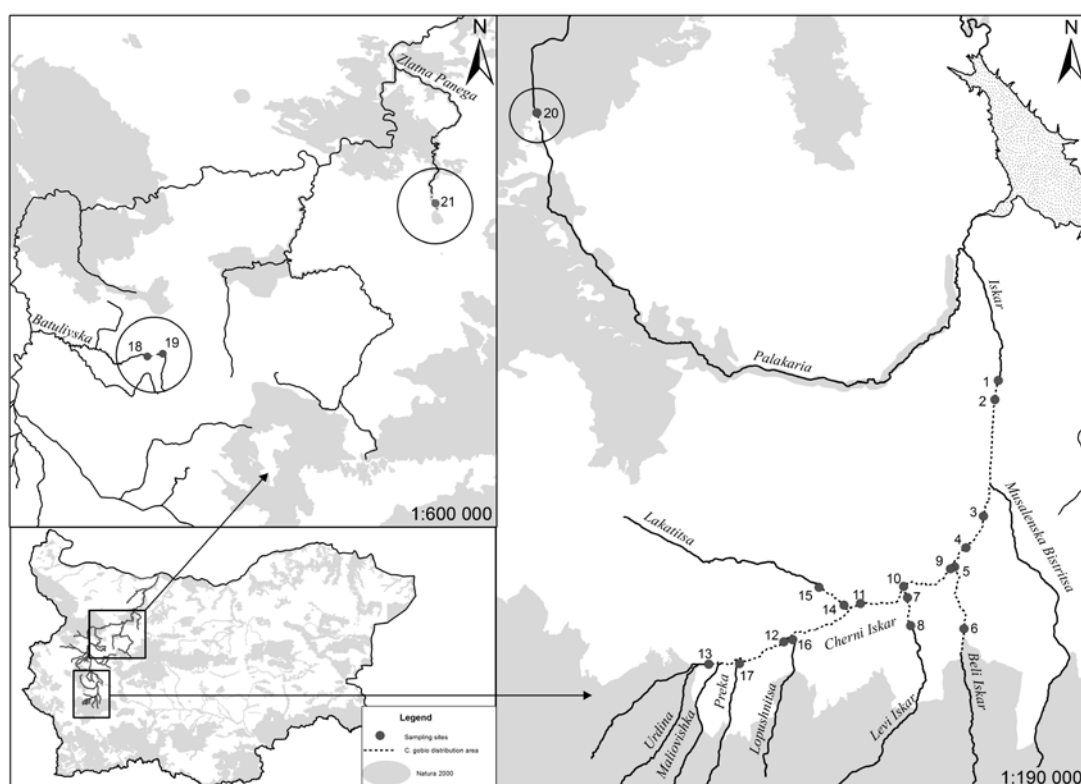 N
Zlatna Panega
21
Batuliyska
18
19
1:600 000
N
20
Iskar
Palakaria
1
2
3
Musalenska Bistritsa
4
9
5
Lakatitsa
10
15
14
11
7
8
6
12
16
Cherni Iskar
13
17
Urdina
Maliovishka
Preka
Lopushnitsa
Levi Iskar
Beli Iskar
1:190 000
Legend
Sampling sites
C. gobio distribution area
Natura 2000